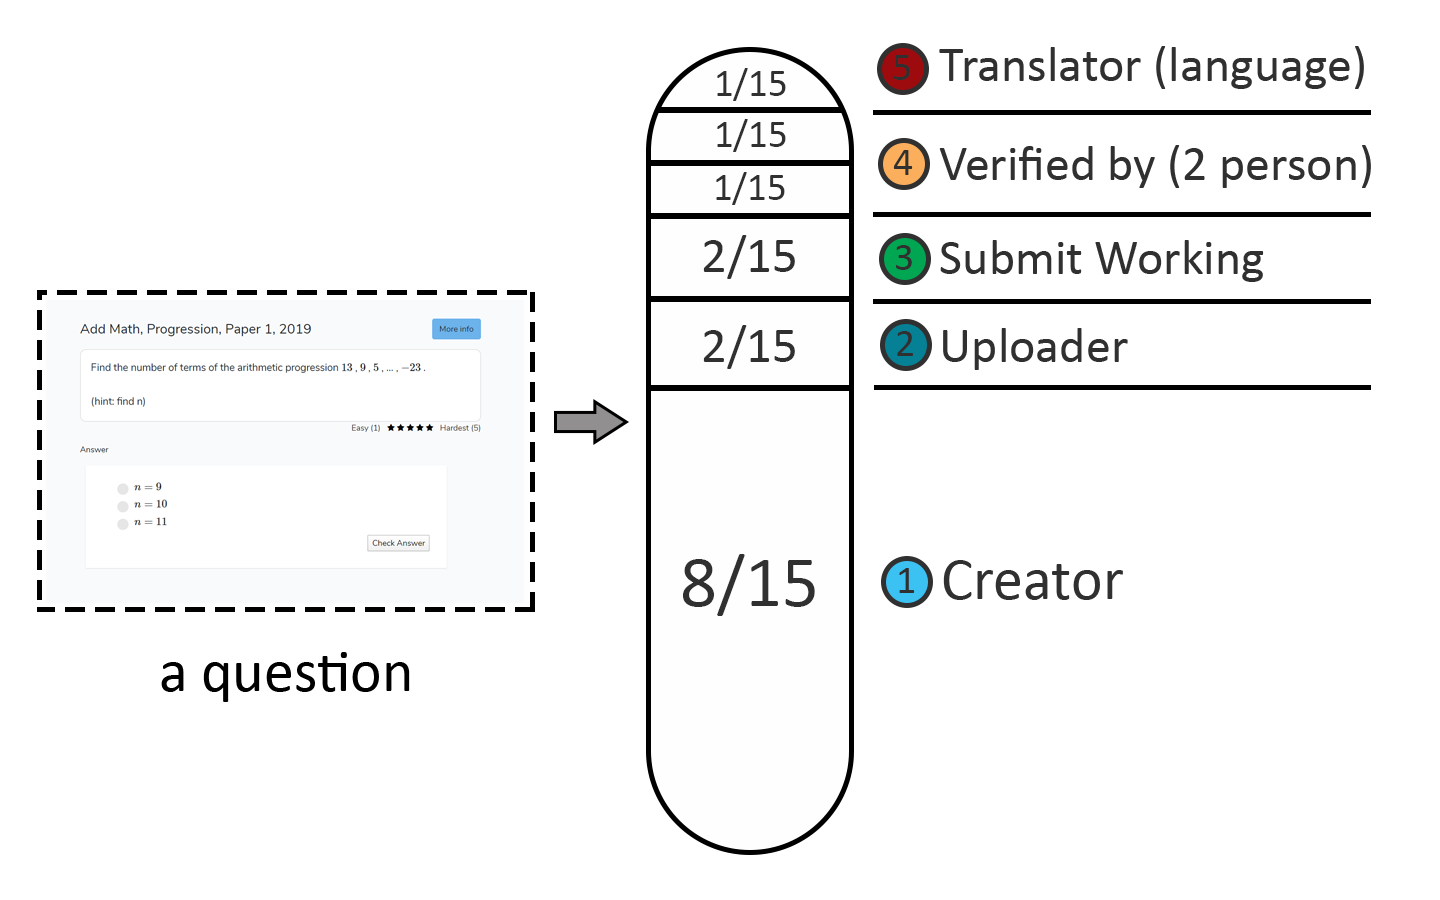 Add Math, Progression, Paper 1, 2019
More info
Find the number of terms of the arithmetic progression 13 , 9 , 5 , ... , −23 .
(hint: find n)
Easy (1) ★★★★★ Hardest (5)
Answer
n = 9
n = 10
n = 11
Check Answer
a question
1/15
1/15
1/15
2/15
2/15
8/15
5 Translator (language)
4 Verified by (2 person)
3 Submit Working
2 Uploader
1 Creator